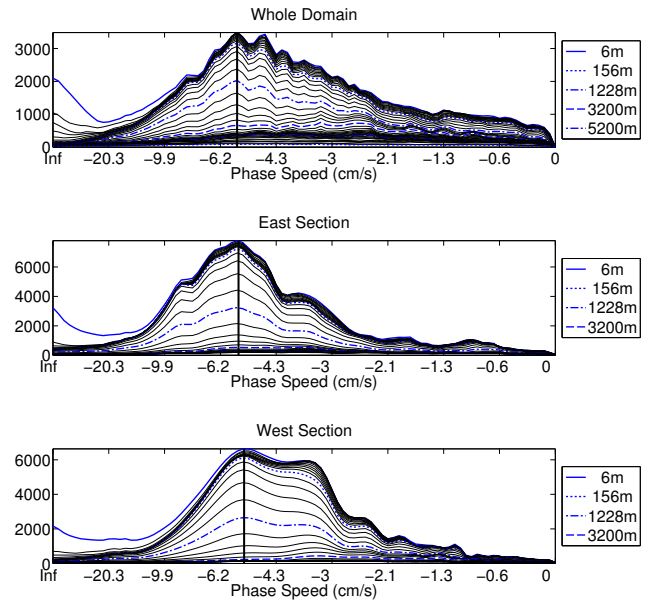 Whole Domain
3000
2000
1000
0
Inf −20.3 −9.9 −6.2 −4.3 −3 −2.1 −1.3 −0.6 0
Phase Speed (cm/s)
6m
156m
1228m
3200m
5200m
East Section
6000
4000
2000
0
Inf −20.3 −9.9 −6.2 −4.3 −3 −2.1 −1.3 −0.6 0
Phase Speed (cm/s)
6m
156m
1228m
3200m
West Section
6000
4000
2000
0
Inf −20.3 −9.9 −6.2 −4.3 −3 −2.1 −1.3 −0.6 0
Phase Speed (cm/s)
6m
156m
1228m
3200m